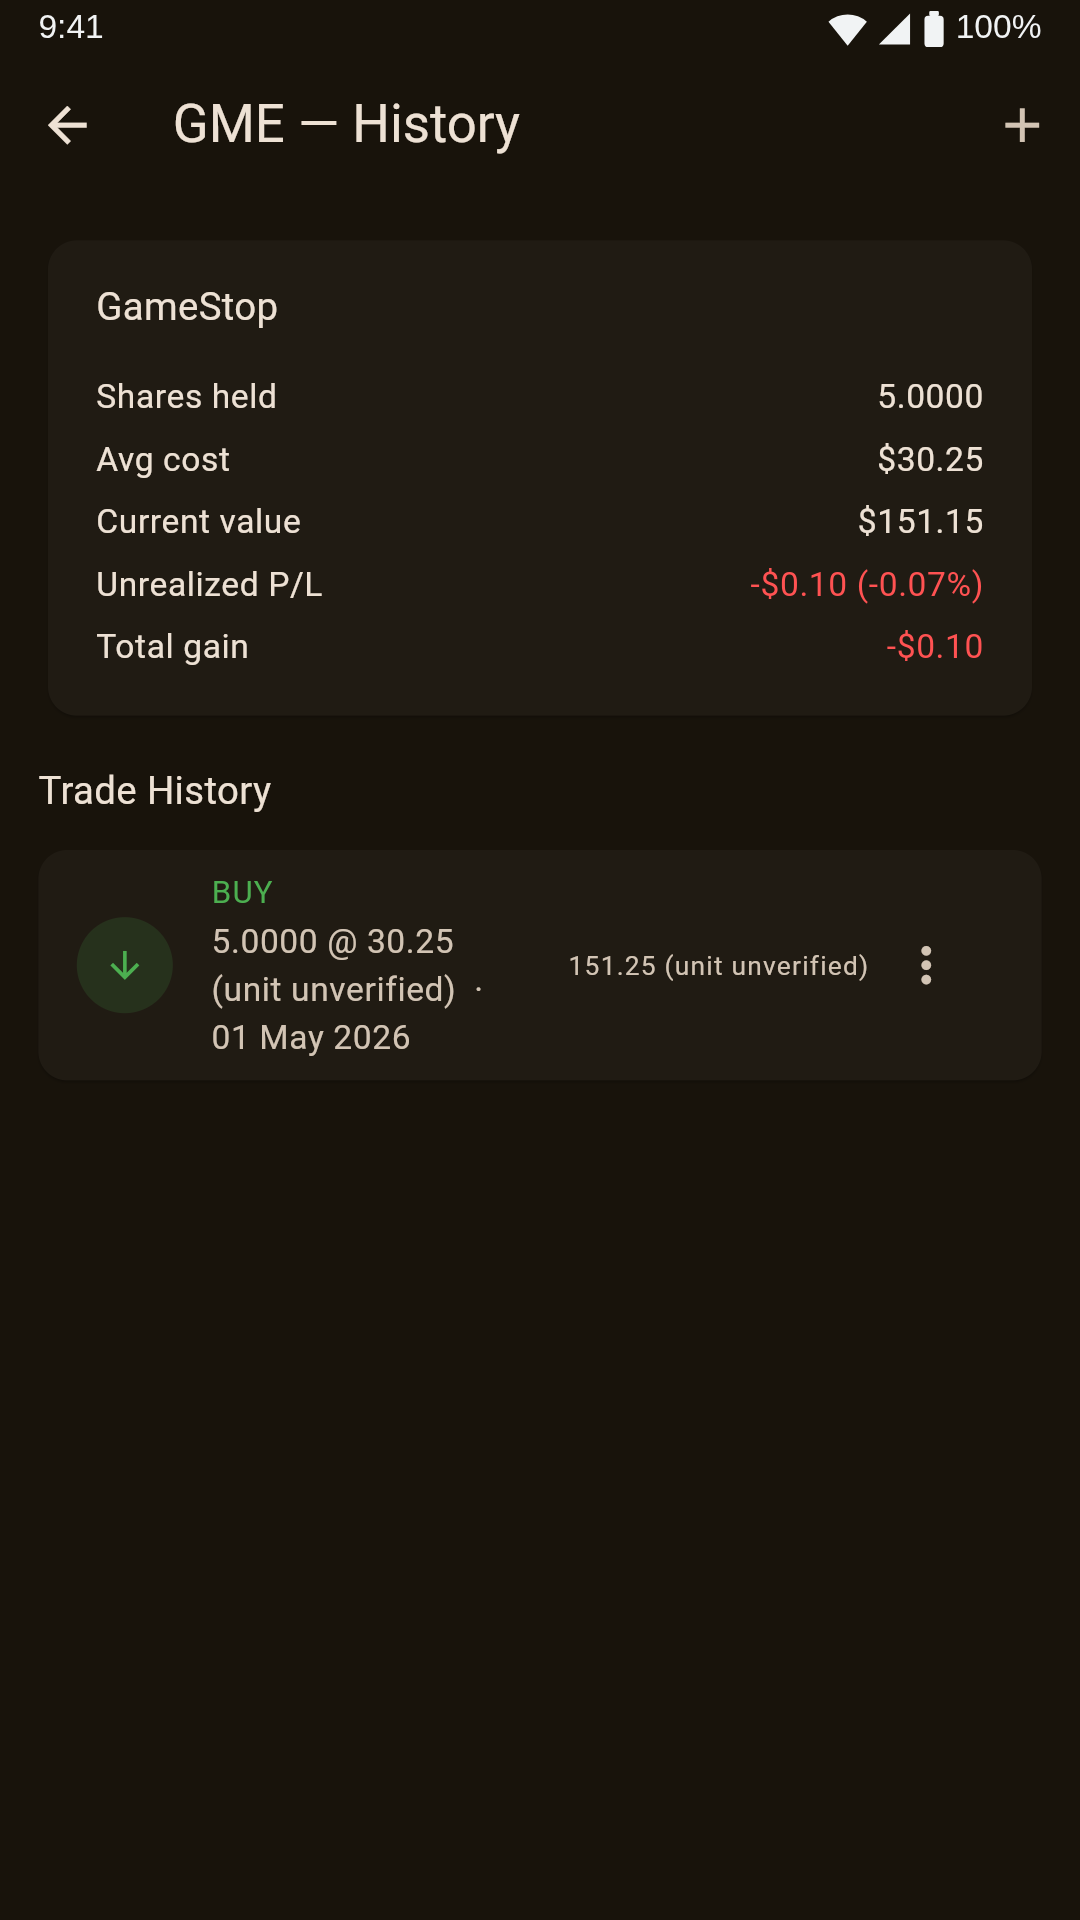 9:41
100%
GME — History
GameStop
Shares held 5.0000
Avg cost $30.25
Current value $151.15
Unrealized P/L -$0.10 (-0.07%)
Total gain -$0.10
Trade History
BUY
5.0000 @ 30.25
(unit unverified) ·
01 May 2026
151.25 (unit unverified)